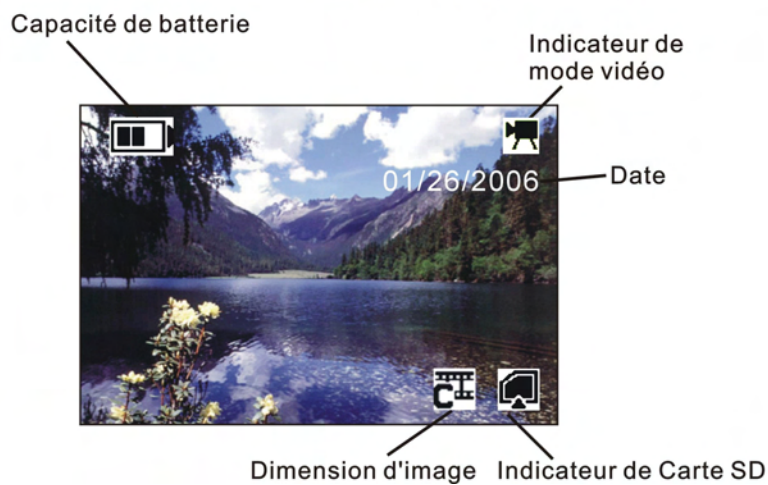 Capacité de batterie
Indicateur de
mode vidéo
01/26/2006
Date
C
Dimension d'image
Indicateur de Carte SD